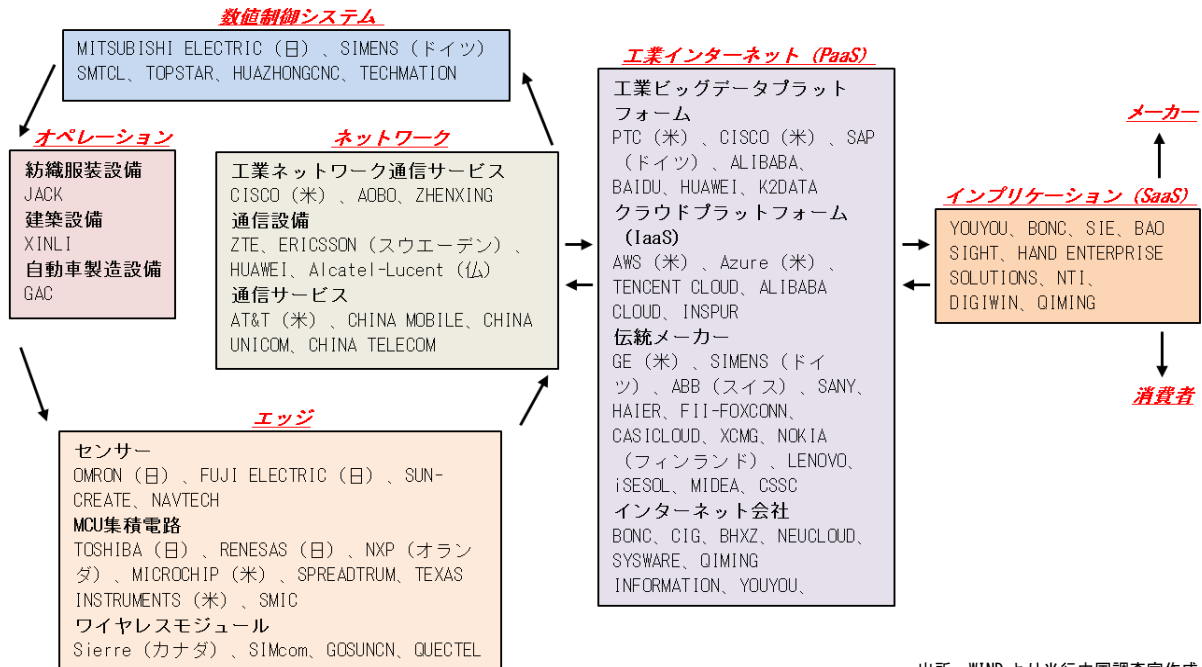 数値制御システム
MITSUBISHI ELECTRIC（日）、SIMENS（ドイツ）
SMTCL、TOPSTAR、HUAZHONGCNC、TECHMATION
オペレーション
紡織服装設備
JACK
建築設備
XINLI
自動車製造設備
GAC
ネットワーク
工業ネットワーク通信サービス
CISCO（米）、AOBO、ZHENXING
通信設備
ZTE、ERICSSON（スウエーデン）、
HUAWEI、Alcatel-Lucent（仏）
通信サービス
AT&T（米）、CHINA MOBILE、CHINA
UNICOM、CHINA TELECOM
エッジ
センサー
OMRON（日）、FUJI ELECTRIC（日）、SUN-
CREATE、NAVTECH
MCU集積電路
TOSHIBA（日）、RENESAS（日）、NXP（オラン
ダ）、MICROCHIP（米）、SPREADTRUM、TEXAS
INSTRUMENTS（米）、SMIC
ワイヤレスモジュール
Sierre（カナダ）、SIMcom、GOSUNCN、QUECTEL
工業インターネット（PaaS）
工業ビッグデータプラット
フォーム
PTC（米）、CISCO（米）、SAP
（ドイツ）、ALIBABA、
BAIDU、HUAWEI、K2DATA
クラウドプラットフォーム
（IaaS）
AWS（米）、Azure（米）、
TENCENT CLOUD、ALIBABA
CLOUD、INSPUR
伝統メーカー
GE（米）、SIMENS（ドイ
ツ）、ABB（スイス）、SANY、
HAIER、FII-FOXCONN、
CASICLOUD、XCMG、NOKIA
（フィンランド）、LENOVO、
iSESOL、MIDEA、CSSC
インターネット会社
BONC、CIG、BHXZ、NEUCLOUD、
SYSWARE、QIMING
INFORMATION、YOUYOU、
メーカー
インプリケーション（SaaS）
YOUYOU、BONC、SIE、BAO
SIGHT、HAND ENTERPRISE
SOLUTIONS、NTI、
DIGIWIN、QIMING
消費者